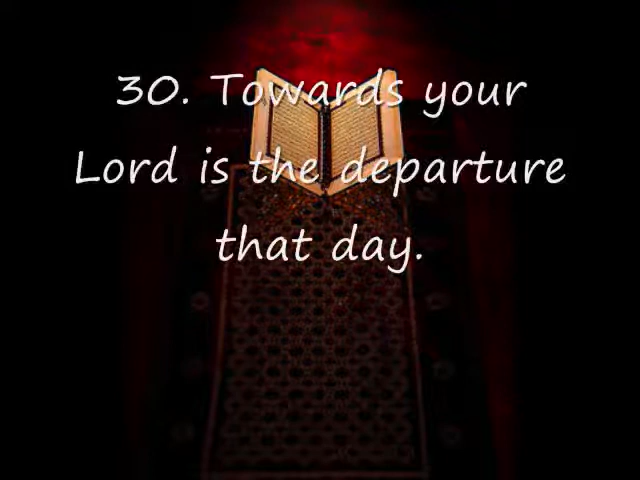 30. Towards your
Lord is the departure
that day.